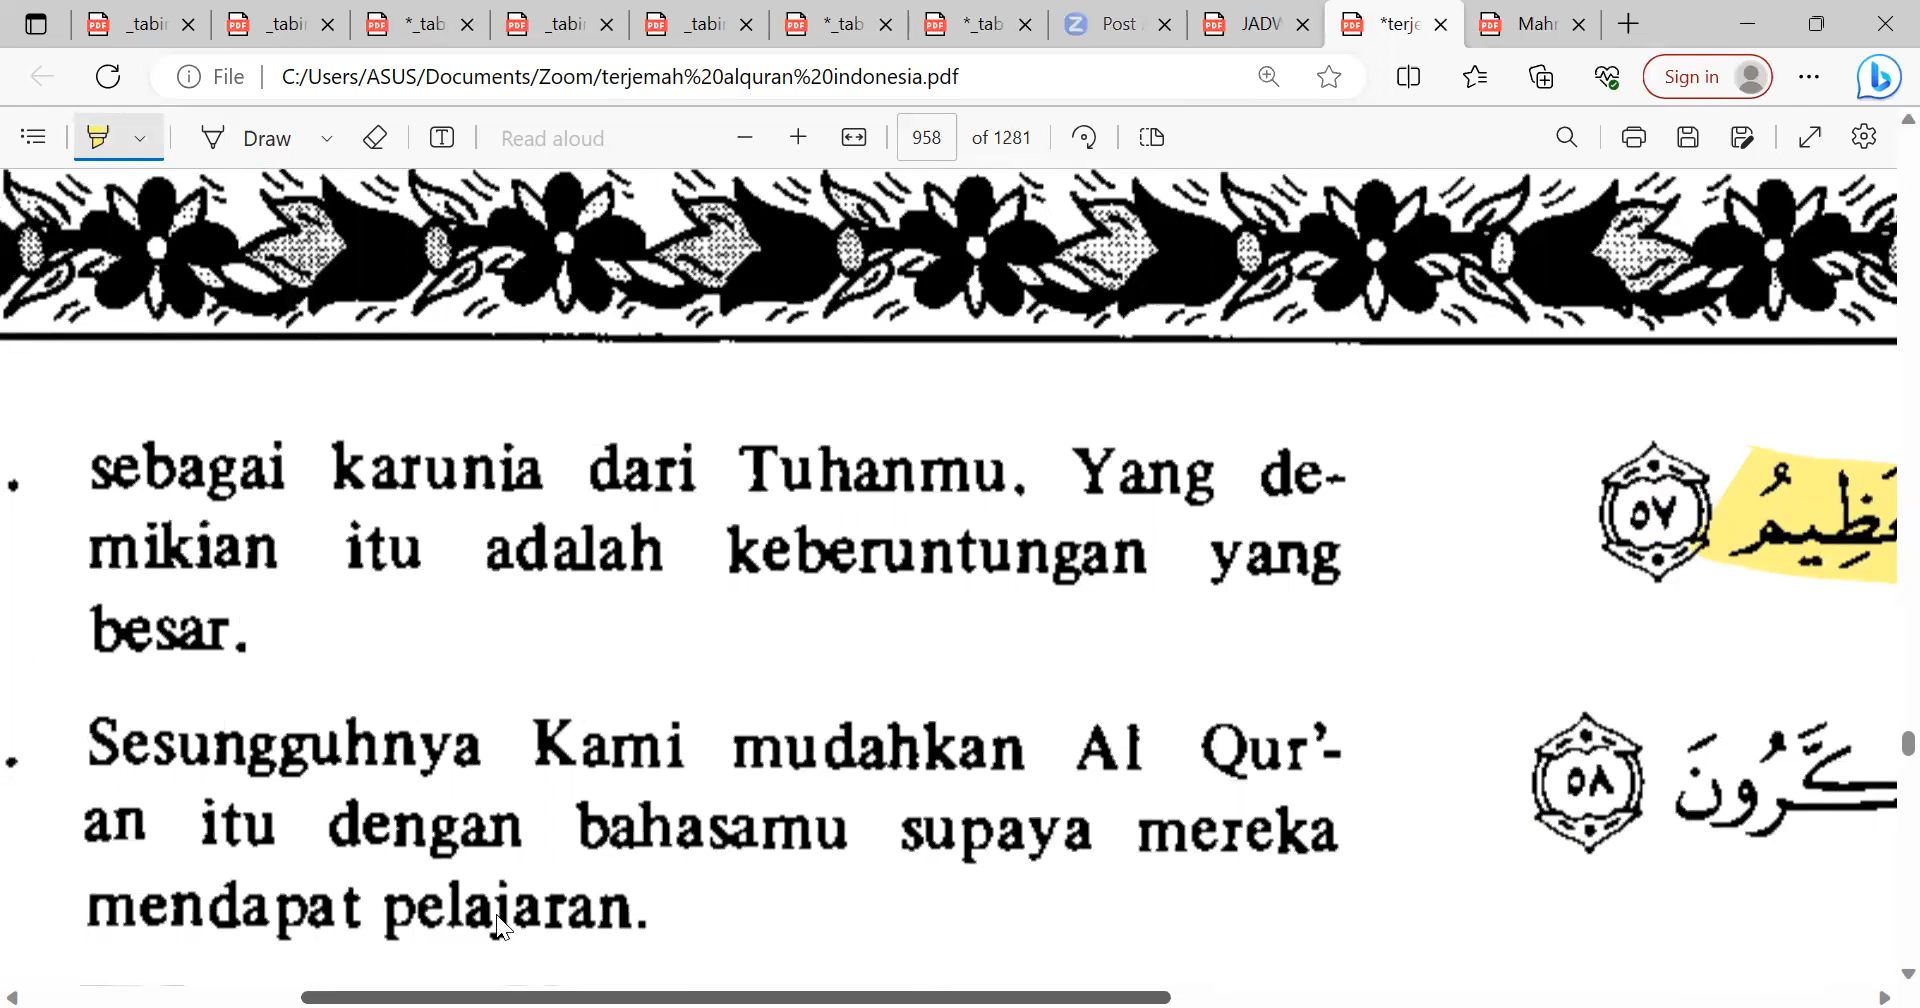 _tabi
_tabi
*_tab
_tabi
_tabi
*_tab
*_tab
Post
JADW
*terje
Mahr
File C:/Users/ASUS/Documents/Zoom/terjemah%20alquran%20indonesia.pdf Sign in
Draw Read aloud 958 of 1281
sebagai karunia dari Tuhanmu. Yang de-
mikian itu adalah keberuntungan yang
besar.
٥٧
Sesungguhnya Kami mudahkan Al Qur'-
an itu dengan bahasamu supaya mereka
mendapat pelajaran.
٥٨